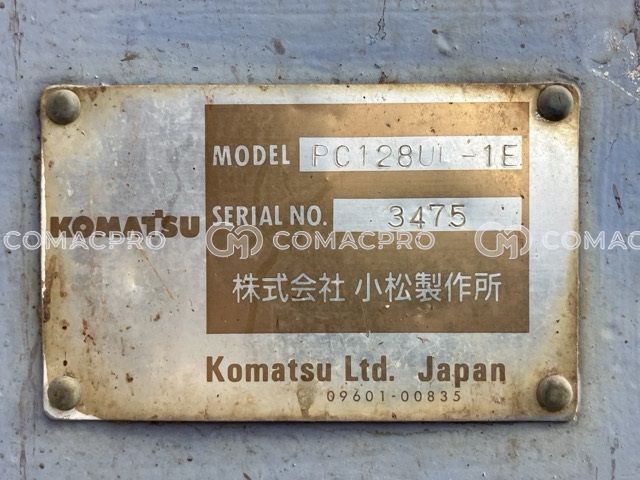 MODEL PC128UU-1E
SERIAL NO. 3475
KOMATSU
COMACPRO COMACPRO COMACPRO
株式会社 小松製作所
Komatsu Ltd. Japan
09601-00835